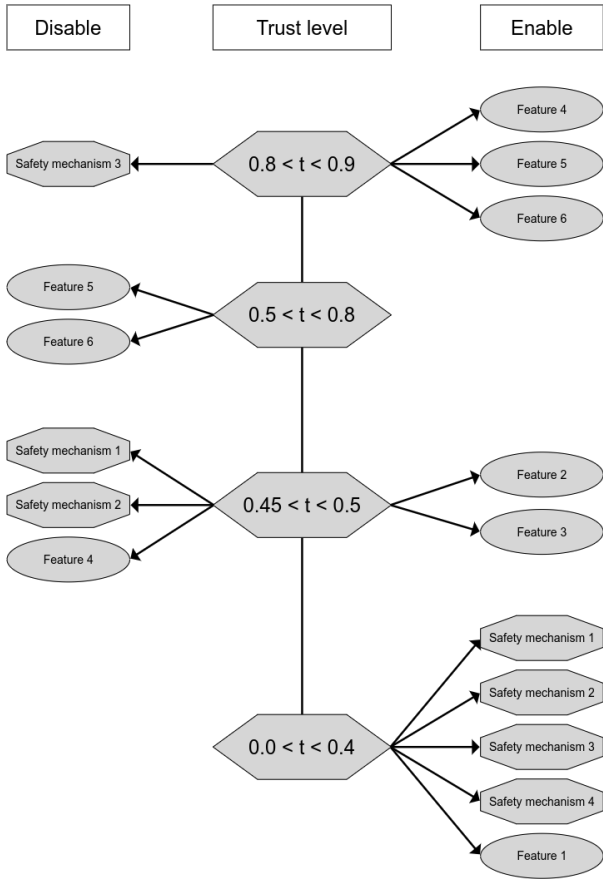 Disable
Trust level
Enable
Feature 4
Safety mechanism 3
0.8 < t < 0.9
Feature 5
Feature 6
Feature 5
0.5 < t < 0.8
Feature 6
Safety mechanism 1
Feature 2
Safety mechanism 2
0.45 < t < 0.5
Feature 3
Feature 4
Safety mechanism 1
Safety mechanism 2
0.0 < t < 0.4
Safety mechanism 3
Safety mechanism 4
Feature 1